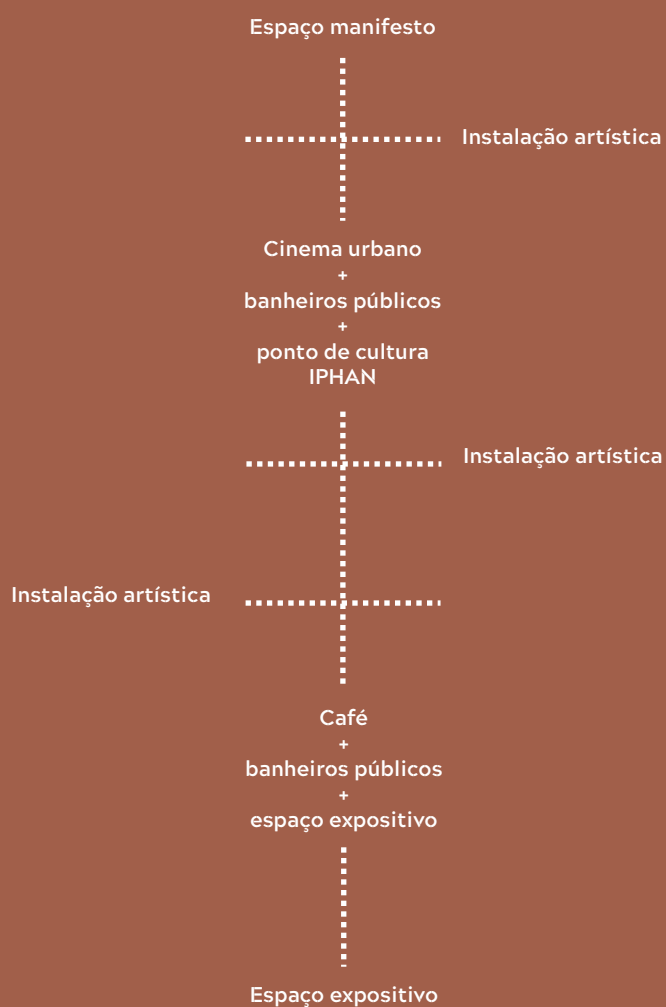 Espaço manifesto
Instalação artística
Cinema urbano
+
banheiros públicos
+
ponto de cultura
IPHAN
Instalação artística
Instalação artística
Café
+
banheiros públicos
+
espaço expositivo
Espaço expositivo